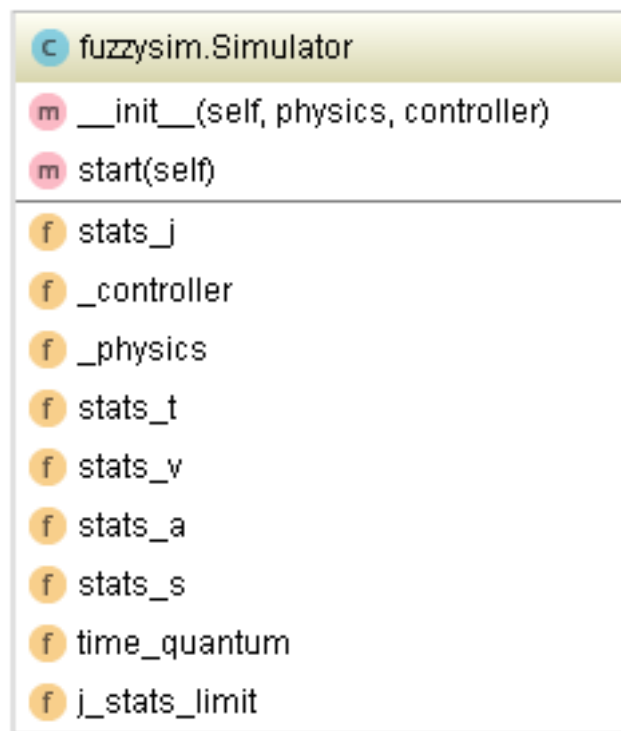 c fuzzysim.Simulator
m __init__(self, physics, controller)
m start(self)
f stats_j
f _controller
f _physics
f stats_t
f stats_v
f stats_a
f stats_s
f time_quantum
f j_stats_limit